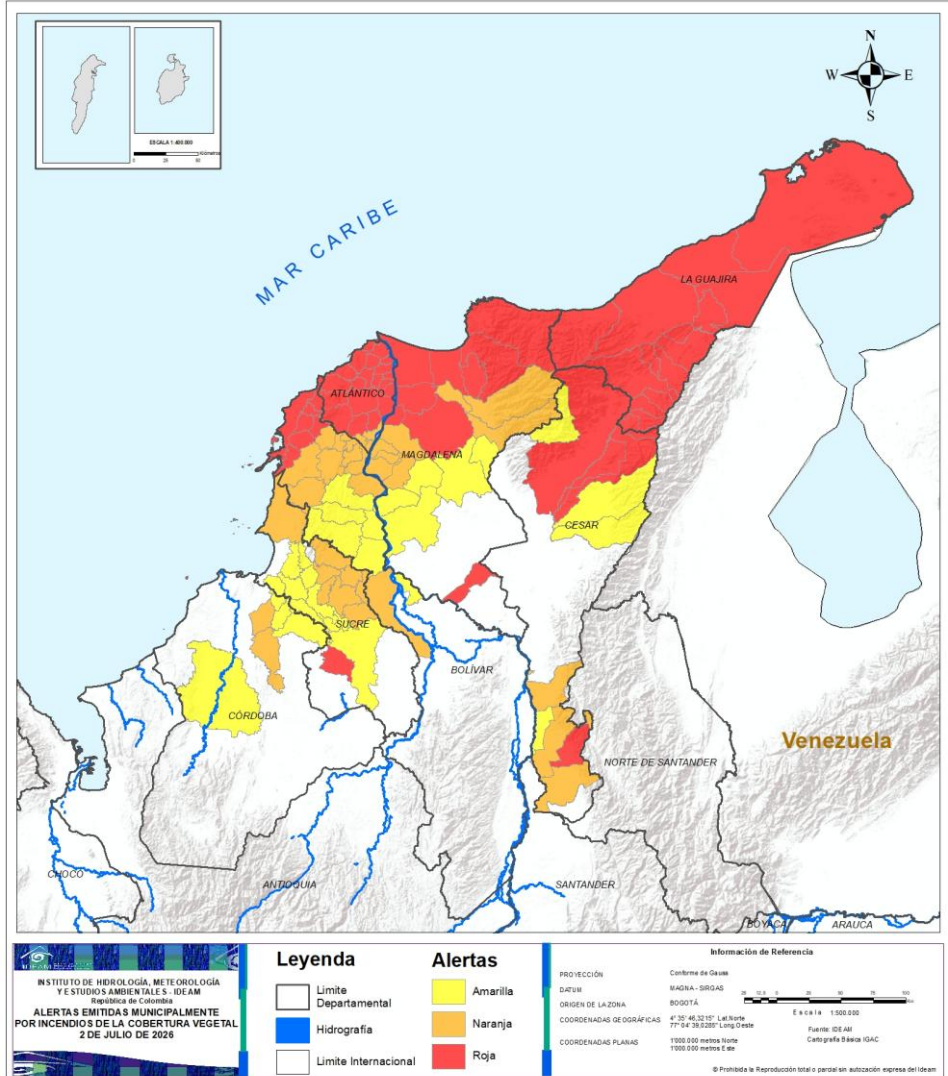 ESCALA 1:400.000
N
W
E
S
MAR CARIBE
LA GUAJIRA
ATLÁNTICO
MAGDALENA
CESAR
SUCRE
BOLÍVAR
CÓRDOBA
NORTE DE SANTANDER
Venezuela
CHOCÓ
ANTIOQUIA
SANTANDER
BOYACÁ
ARAUCA
IDEAM
INSTITUTO DE HIDROLOGÍA, METEOROLOGÍA
Y ESTUDIOS AMBIENTALES - IDEAM
República de Colombia
ALERTAS EMITIDAS MUNICIPALMENTE
POR INCENDIOS DE LA COBERTURA VEGETAL
2 DE JULIO DE 2026
Leyenda
Limite
Departamental
Hidrografía
Limite Internacional
Alertas
Amarilla
Naranja
Roja
Información de Referencia
PROYECCIÓN Conforme de Gauss
DATUM MAGNA - SIRGAS
ORIGEN DE LA ZONA BOGOTÁ
COORDENADAS GEOGRÁFICAS 4° 35' 46,3215" Lat.Norte
77° 04' 39,0285" Long.Oeste
COORDENADAS PLANAS 1'000.000 metros Norte
1'000.000 metros Este
Escala 1:500.000
Fuente: IDEAM
Cartografía Básica IGAC
© Prohibida la Reproducción total o parcial sin autozación expresa del Ideam